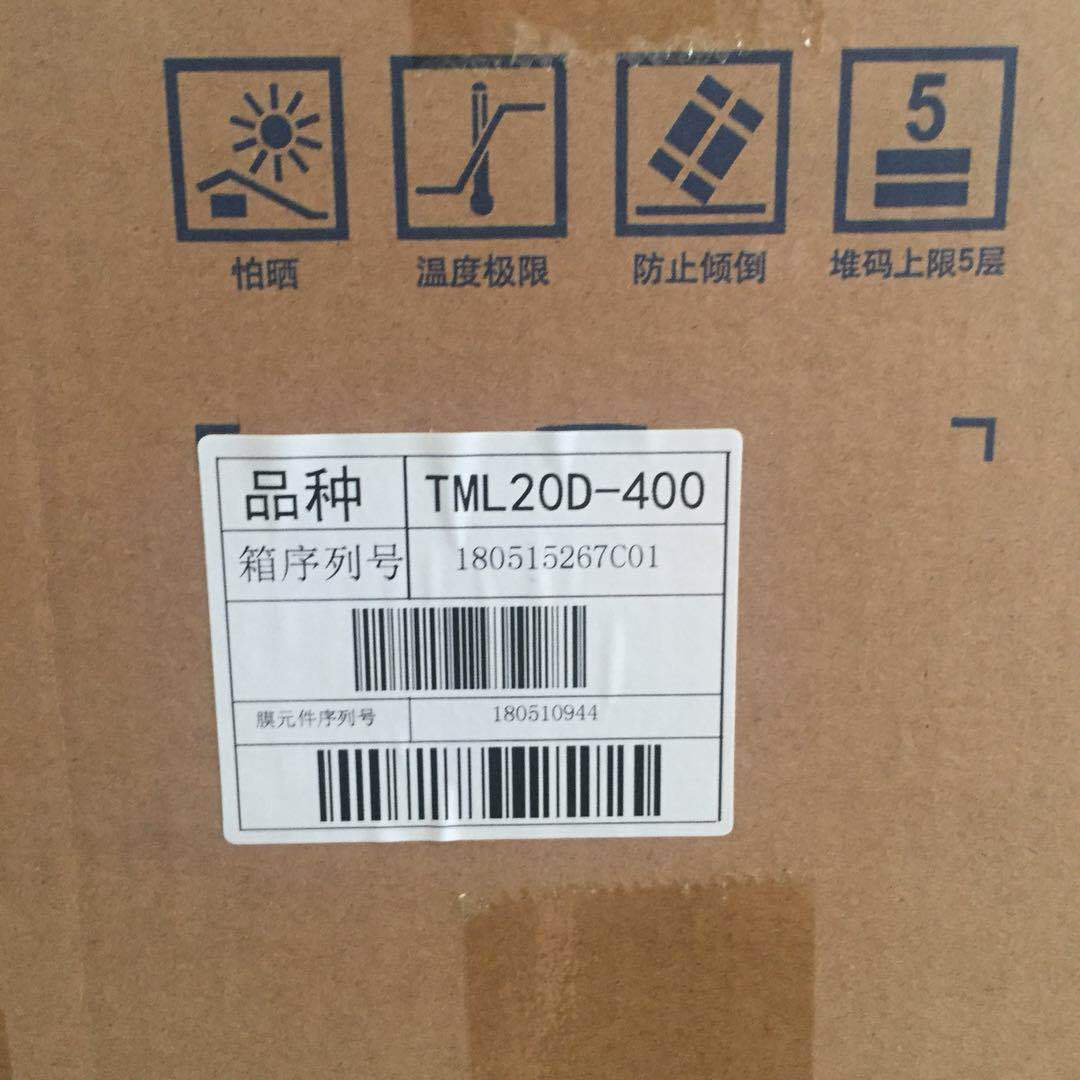 5
怕晒 温度极限 防止倾倒 堆码上限5层
品种 TML20D-400
箱序列号 180515267C01
膜元件序列号 180510944